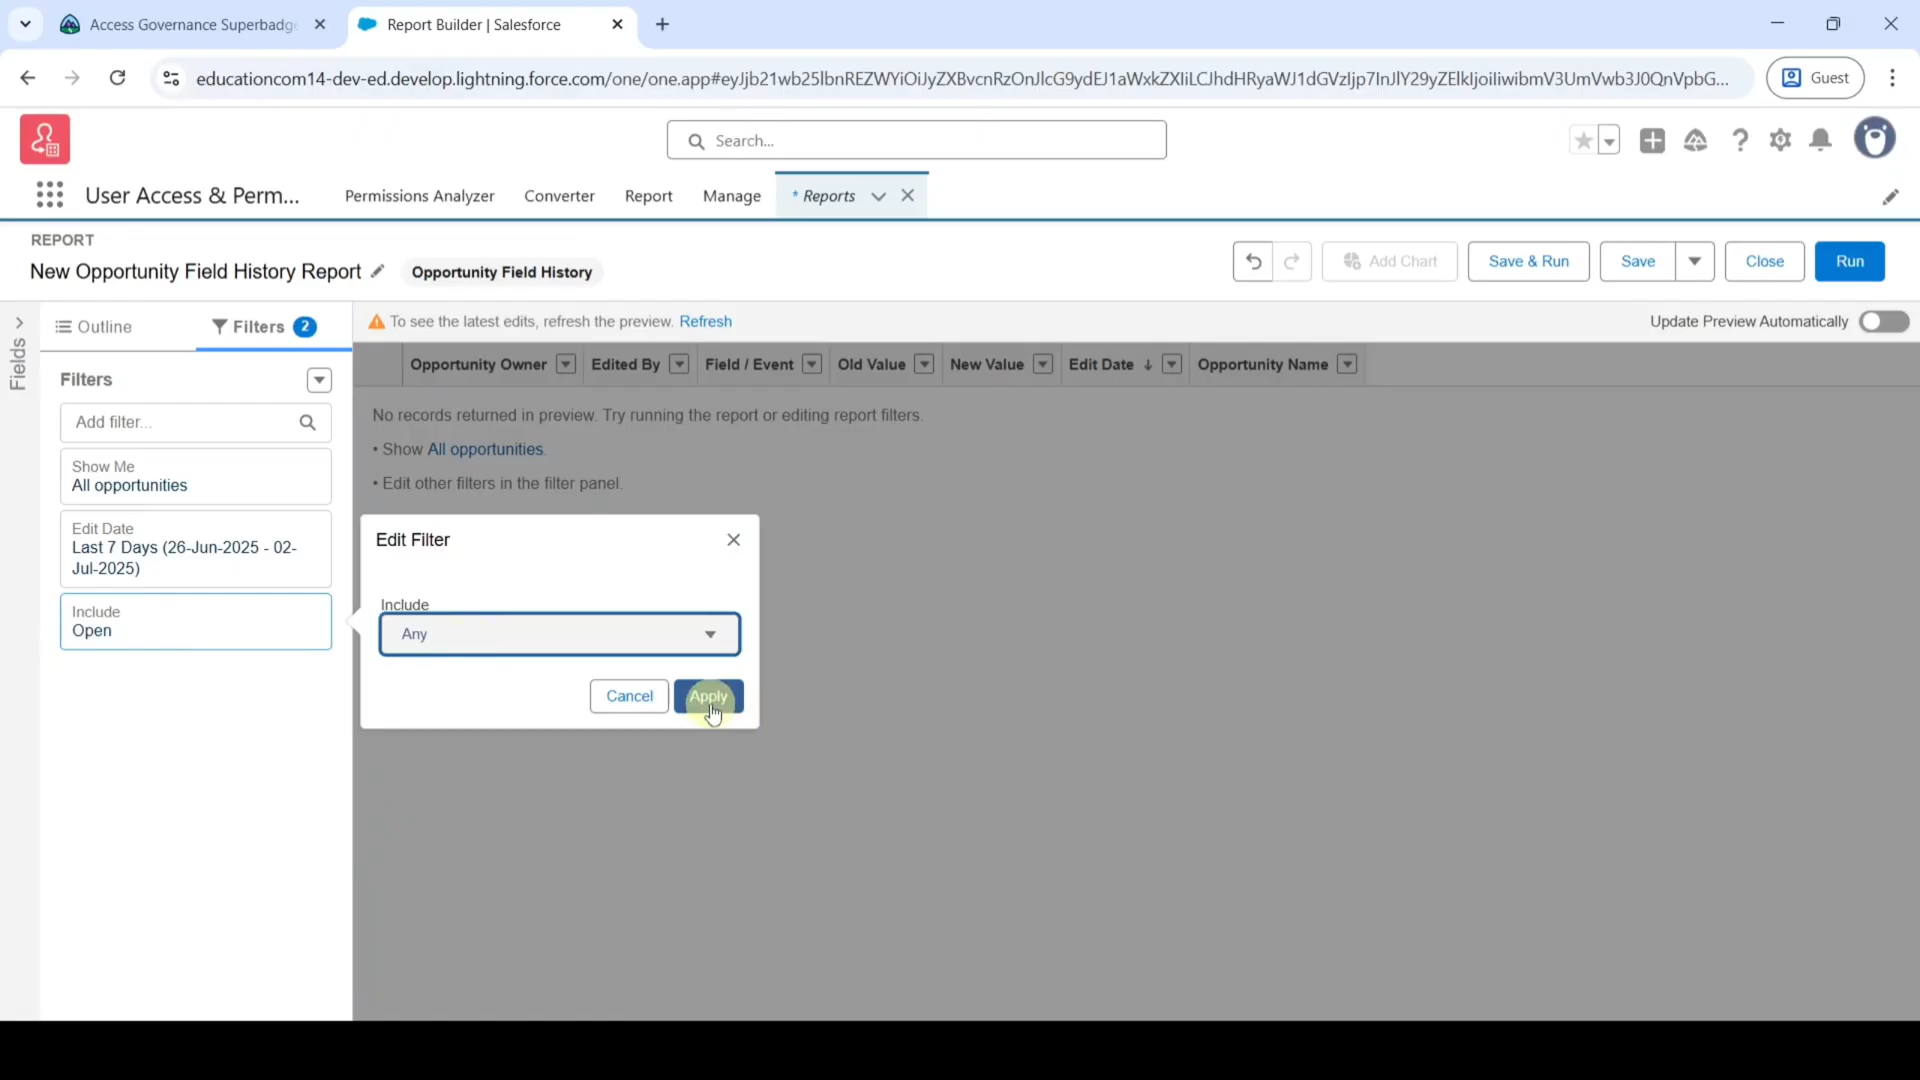 Access Governance Superbadg
Report Builder | Salesforce
educationcom14-dev-ed.develop.lightning.force.com/one/one.app#
Guest
Search...
User Access & Perm...
Permissions Analyzer
Converter
Report
Manage
* Reports
REPORT
New Opportunity Field History Report
Opportunity Field History
Add Chart
Save & Run
Save
Close
Run
Fields
Outline
Filters 2
To see the latest edits, refresh the preview. Refresh
Update Preview Automatically
Filters
Add filter...
Show Me
All opportunities
Edit Date
Last 7 Days (26-Jun-2025 - 02-
Jul-2025)
Include
Open
Opportunity Owner
Edited By
Field / Event
Old Value
New Value
Edit Date ↓
Opportunity Name
No records returned in preview. Try running the report or editing report filters.
• Show All opportunities.
• Edit other filters in the filter panel.
Edit Filter
Include
Any
Cancel
Apply